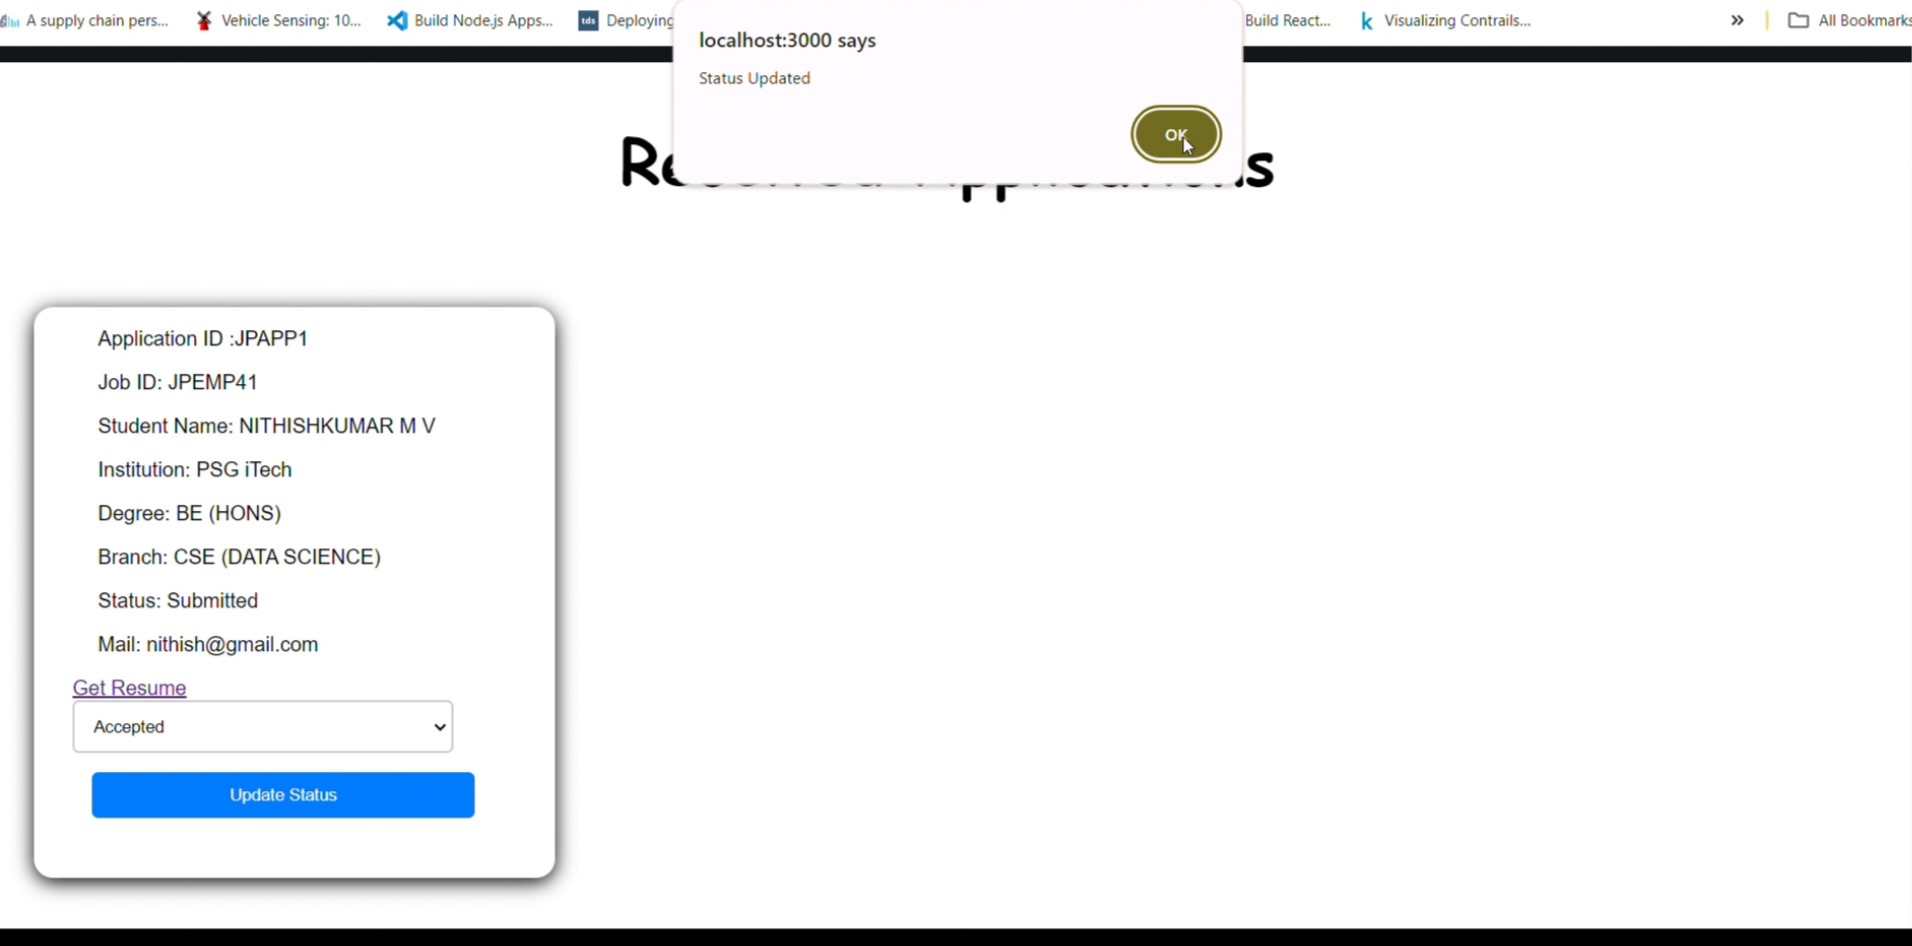 A supply chain pers... Vehicle Sensing: 10... Build Node.js Apps... tds Deploying Build React... Visualizing Contrails... » All Bookmarks
localhost:3000 says
Status Updated
OK
Application ID :JPAPP1
Job ID: JPEMP41
Student Name: NITHISHKUMAR M V
Institution: PSG iTech
Degree: BE (HONS)
Branch: CSE (DATA SCIENCE)
Status: Submitted
Mail: nithish@gmail.com
Get Resume
Accepted
Update Status